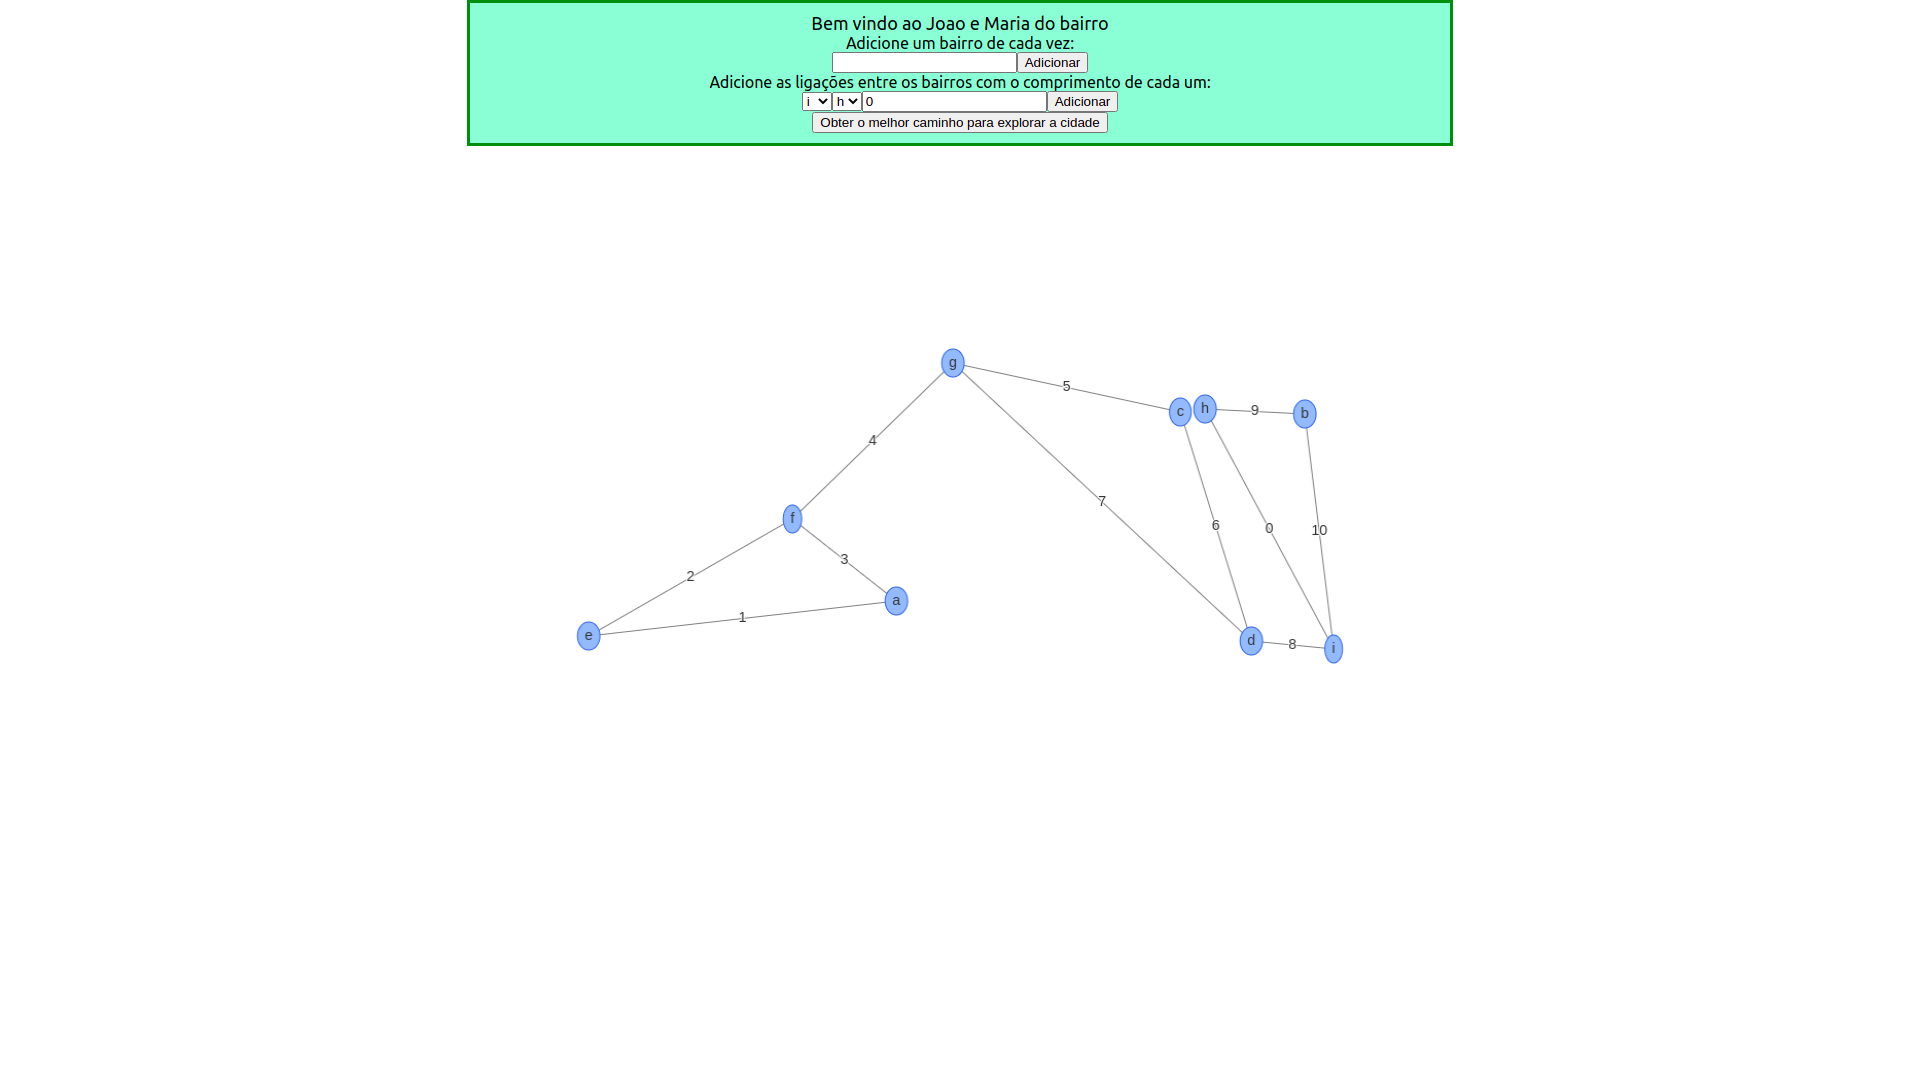 Bem vindo ao Joao e Maria do bairro
Adicione um bairro de cada vez:
Adicionar
Adicione as ligações entre os bairros com o comprimento de cada um:
i h 0 Adicionar
Obter o melhor caminho para explorar a cidade
g
5
c h 9 b
4
7
f
6 0 10
3
2
a
1
e d 8 i